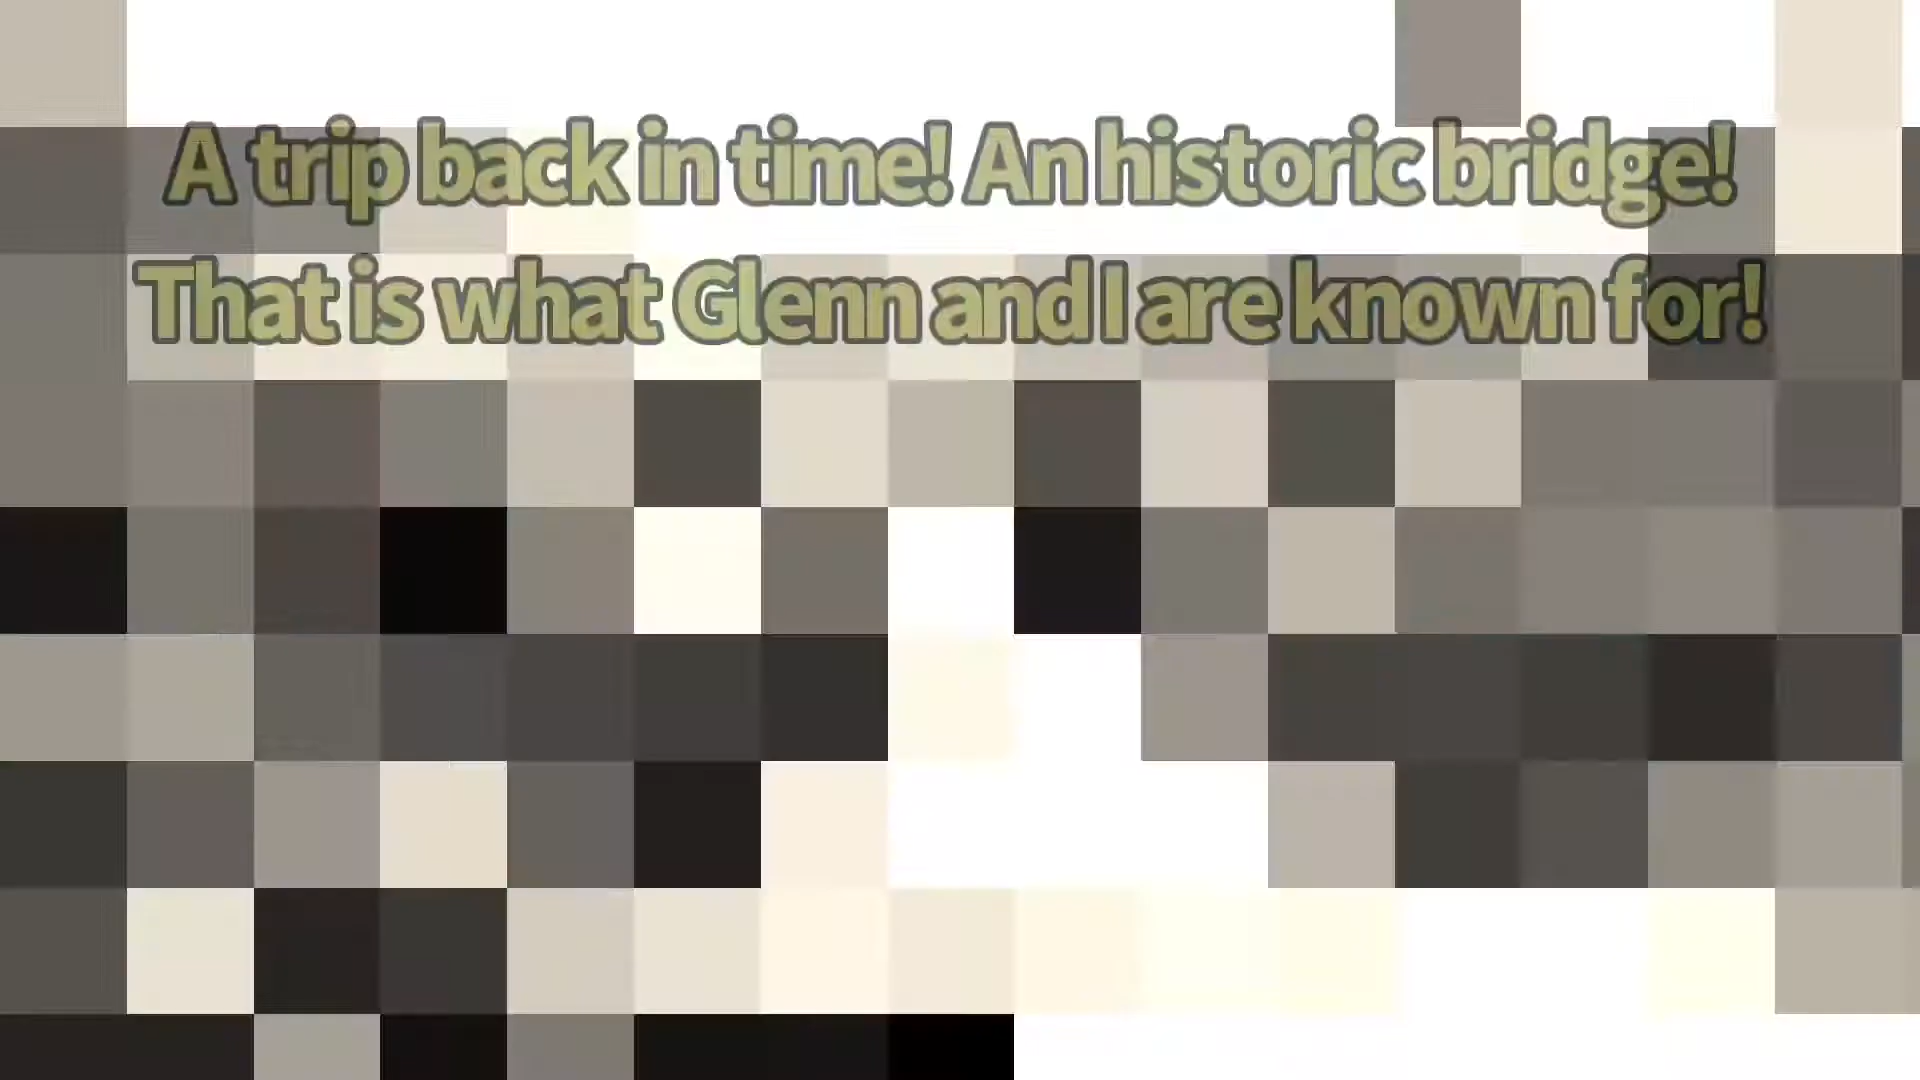 A trip back in time! An historic bridge!
That is what Glenn and I are known for!